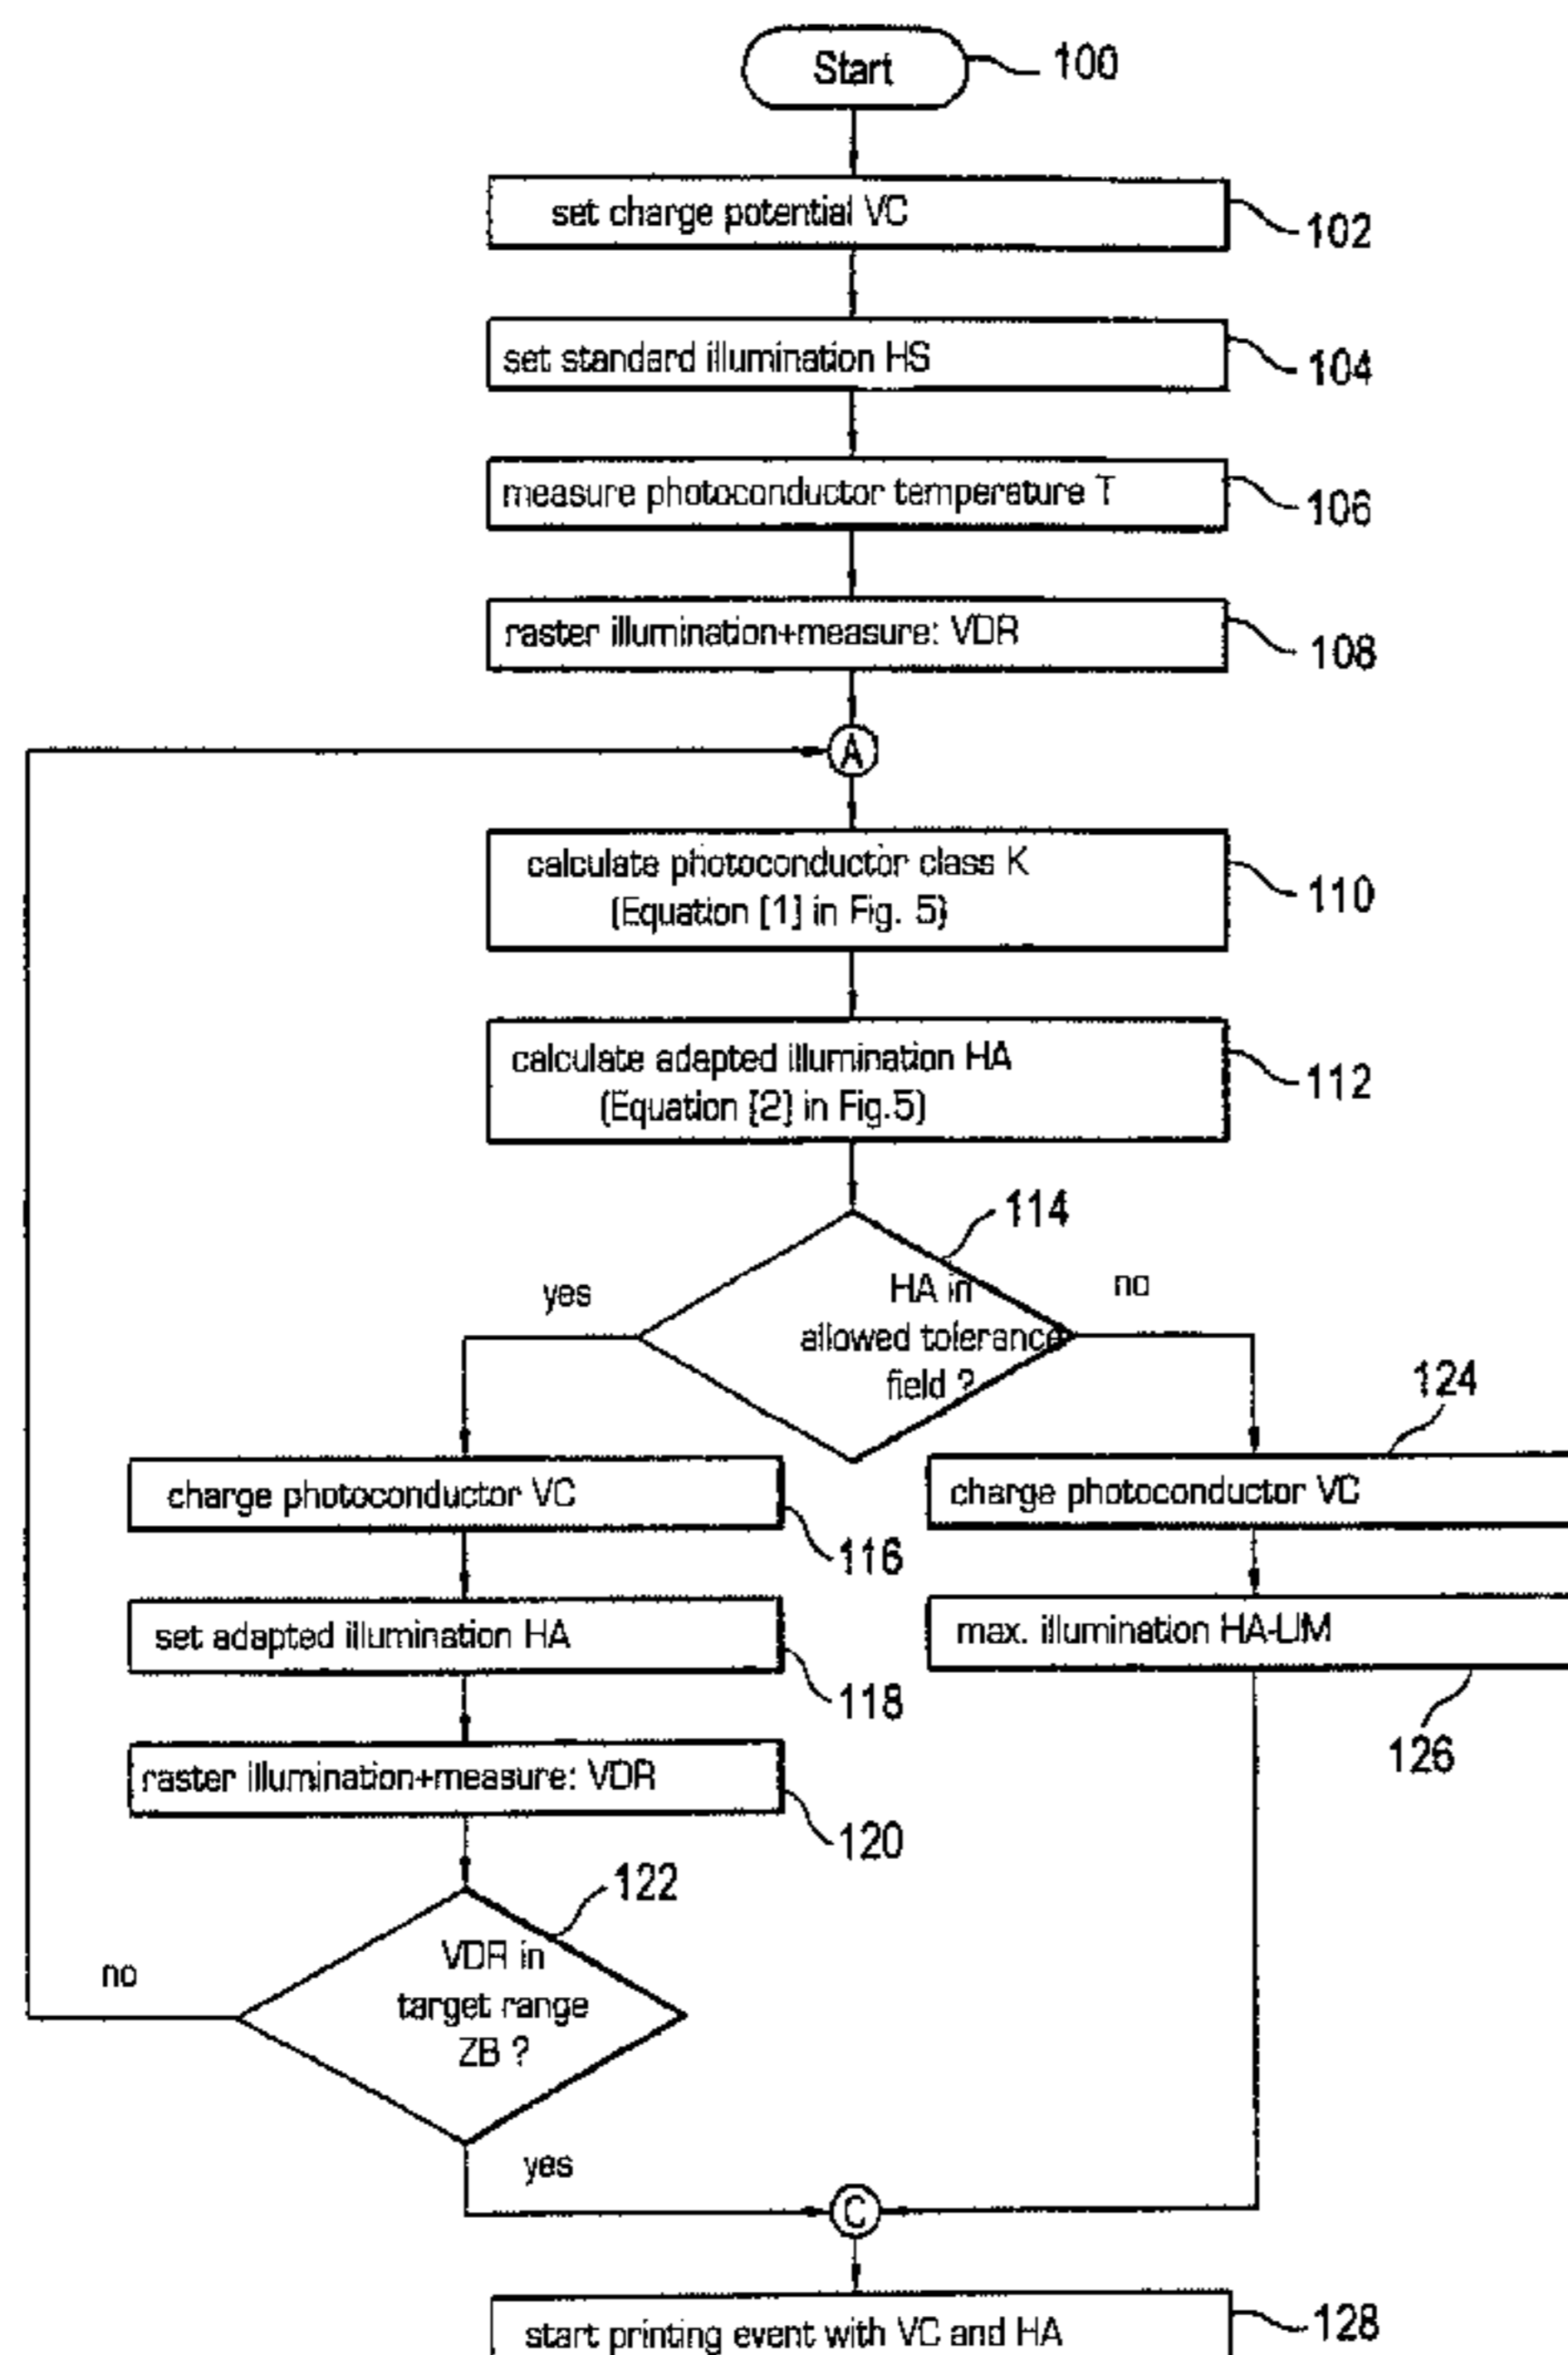 Start
100
set charge potential VC
102
set standard illumination HS
104
measure photoconductor temperature T
106
raster illumination+measure: VDR
108
A
calculate photoconductor class K
(Equation [1] in Fig. 5)
110
calculate adapted illumination HA
(Equation [2] in Fig.5)
112
114
yes
HA in
allowed tolerance
field ?
no
124
charge photoconductor VC
116
charge photoconductor VC
set adapted illumination HA
118
max. illumination HA-LIM
126
raster illumination+measure: VDR
120
122
VDR in
target range
ZB ?
no
yes
C
start printing event with VC and HA
128